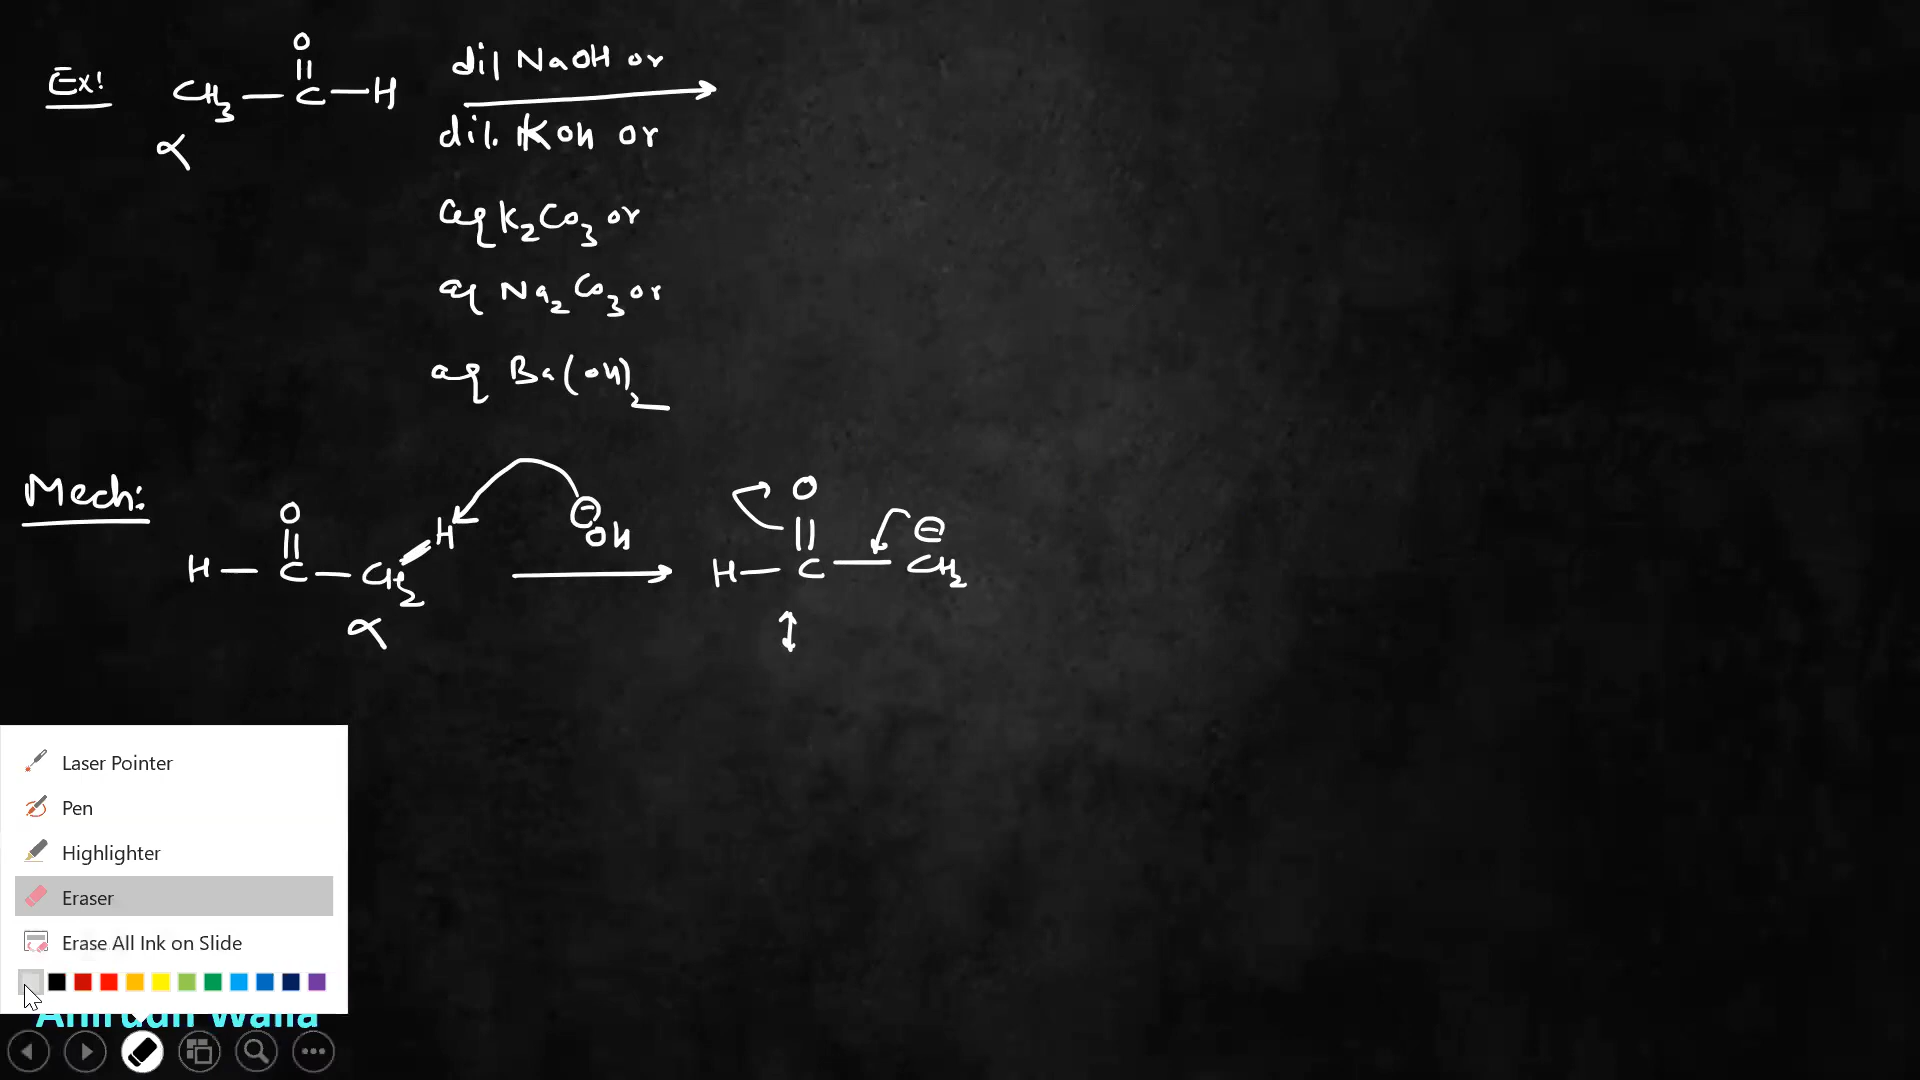 Ex!
O
CH3 — C — H
α
dil NaOH or
dil. KOH or
aq K2CO3 or
aq Na2CO3 or
aq Ba(OH)2
Mech:
O
H — C — CH2 — H
α
⊖
OH
O
H — C — CH2
⊖
Laser Pointer
Pen
Highlighter
Eraser
Erase All Ink on Slide